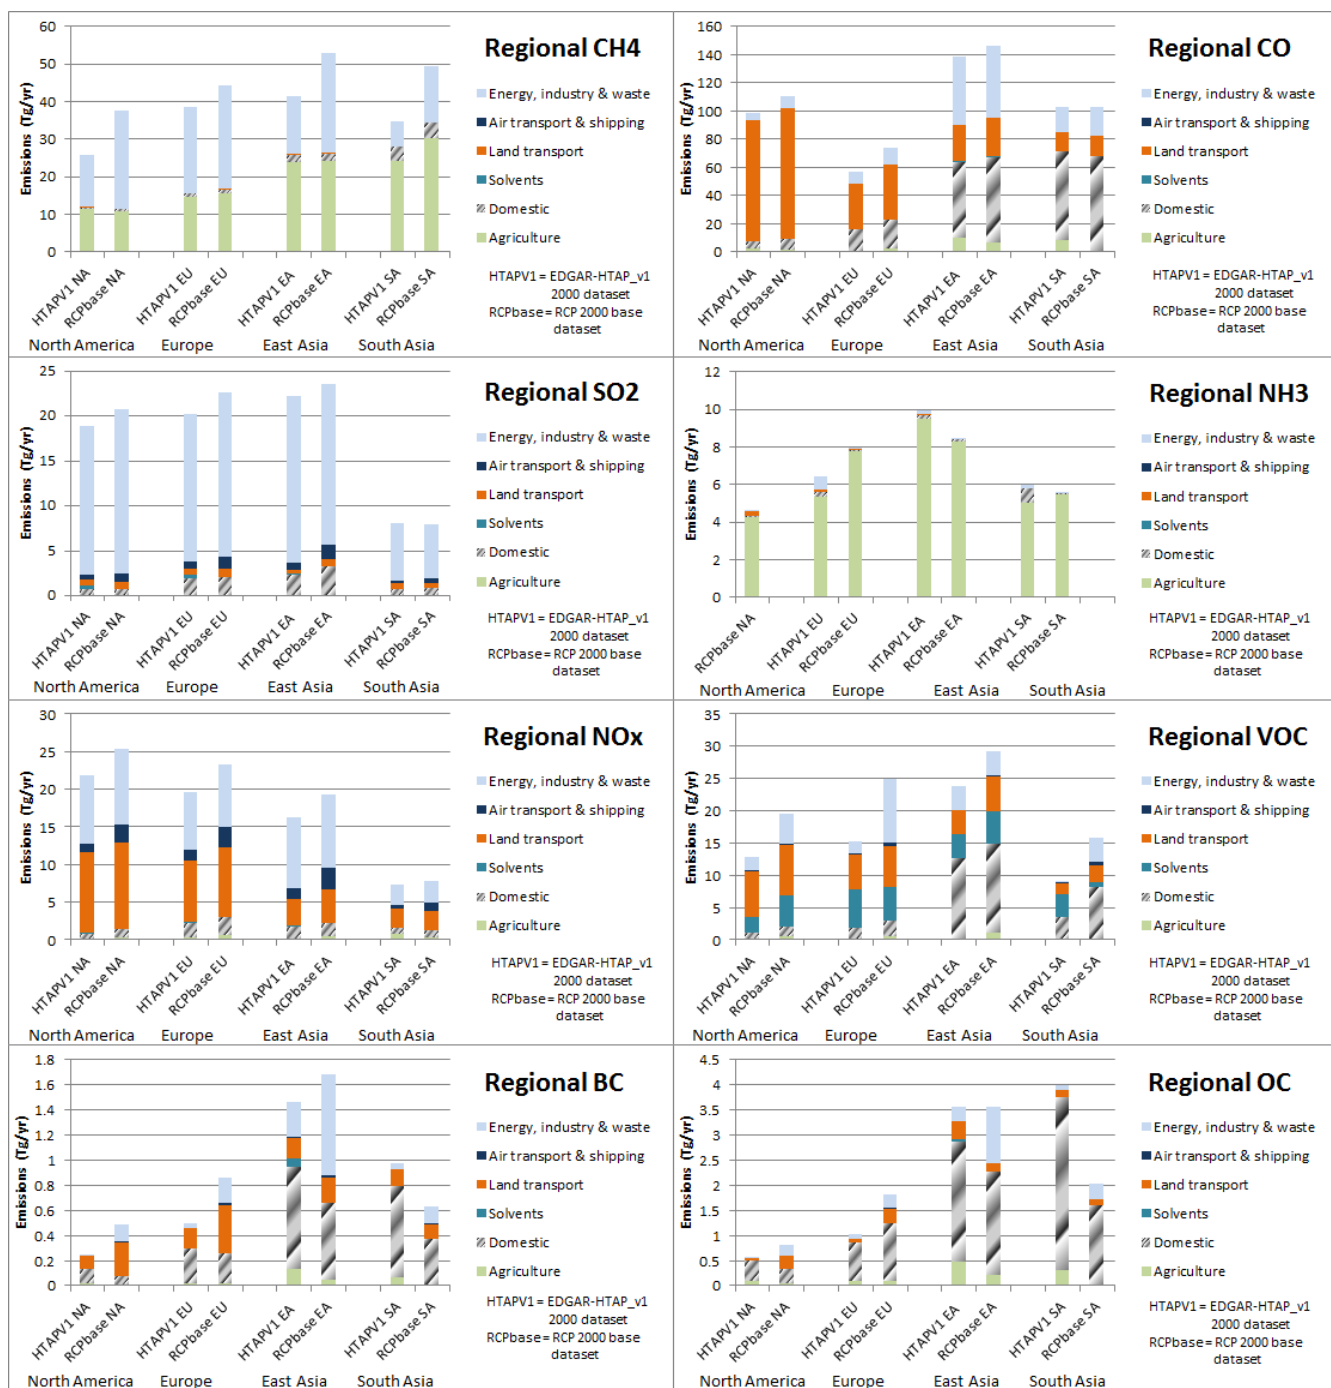 Regional CH4
Emissions (Tg/yr)
60
50
40
30
20
10
0
HTAPV1 NA
RCPbase NA
HTAPV1 EU
RCPbase EU
HTAPV1 EA
RCPbase EA
HTAPV1 SA
RCPbase SA
North America
Europe
East Asia
South Asia
Energy, industry & waste
Air transport & shipping
Land transport
Solvents
Domestic
Agriculture
HTAPV1 = EDGAR-HTAP_v1
2000 dataset
RCPbase = RCP 2000 base
dataset
Regional CO
Emissions (Tg/yr)
160
140
120
100
80
60
40
20
0
HTAPV1 NA
RCPbase NA
HTAPV1 EU
RCPbase EU
HTAPV1 EA
RCPbase EA
HTAPV1 SA
RCPbase SA
North America
Europe
East Asia
South Asia
Energy, industry & waste
Air transport & shipping
Land transport
Solvents
Domestic
Agriculture
HTAPV1 = EDGAR-HTAP_v1
2000 dataset
RCPbase = RCP 2000 base
dataset
Regional SO2
Emissions (Tg/yr)
25
20
15
10
5
0
HTAPV1 NA
RCPbase NA
HTAPV1 EU
RCPbase EU
HTAPV1 EA
RCPbase EA
HTAPV1 SA
RCPbase SA
North America
Europe
East Asia
South Asia
Energy, industry & waste
Air transport & shipping
Land transport
Solvents
Domestic
Agriculture
HTAPV1 = EDGAR-HTAP_v1
2000 dataset
RCPbase = RCP 2000 base
dataset
Regional NH3
Emissions (Tg/yr)
12
10
8
6
4
2
0
RCPbase NA
HTAPV1 EU
RCPbase EU
HTAPV1 EA
RCPbase EA
HTAPV1 SA
RCPbase SA
North America
Europe
East Asia
South Asia
Energy, industry & waste
Air transport & shipping
Land transport
Solvents
Domestic
Agriculture
HTAPV1 = EDGAR-HTAP_v1
2000 dataset
RCPbase = RCP 2000 base
dataset
Regional NOx
Emissions (Tg/yr)
30
25
20
15
10
5
0
HTAPV1 NA
RCPbase NA
HTAPV1 EU
RCPbase EU
HTAPV1 EA
RCPbase EA
HTAPV1 SA
RCPbase SA
North America
Europe
East Asia
South Asia
Energy, industry & waste
Air transport & shipping
Land transport
Solvents
Domestic
Agriculture
HTAPV1 = EDGAR-HTAP_v1
2000 dataset
RCPbase = RCP 2000 base
dataset
Regional VOC
Emissions (Tg/yr)
35
30
25
20
15
10
5
0
HTAPV1 NA
RCPbase NA
HTAPV1 EU
RCPbase EU
HTAPV1 EA
RCPbase EA
HTAPV1 SA
RCPbase SA
North America
Europe
East Asia
South Asia
Energy, industry & waste
Air transport & shipping
Land transport
Solvents
Domestic
Agriculture
HTAPV1 = EDGAR-HTAP_v1
2000 dataset
RCPbase = RCP 2000 base
dataset
Regional BC
Emissions (Tg/yr)
1.8
1.6
1.4
1.2
1
0.8
0.6
0.4
0.2
0
HTAPV1 NA
RCPbase NA
HTAPV1 EU
RCPbase EU
HTAPV1 EA
RCPbase EA
HTAPV1 SA
RCPbase SA
North America
Europe
East Asia
South Asia
Energy, industry & waste
Air transport & shipping
Land transport
Solvents
Domestic
Agriculture
HTAPV1 = EDGAR-HTAP_v1
2000 dataset
RCPbase = RCP 2000 base
dataset
Regional OC
Emissions (Tg/yr)
4.5
4
3.5
3
2.5
2
1.5
1
0.5
0
HTAPV1 NA
RCPbase NA
HTAPV1 EU
RCPbase EU
HTAPV1 EA
RCPbase EA
HTAPV1 SA
RCPbase SA
North America
Europe
East Asia
South Asia
Energy, industry & waste
Air transport & shipping
Land transport
Solvents
Domestic
Agriculture
HTAPV1 = EDGAR-HTAP_v1
2000 dataset
RCPbase = RCP 2000 base
dataset